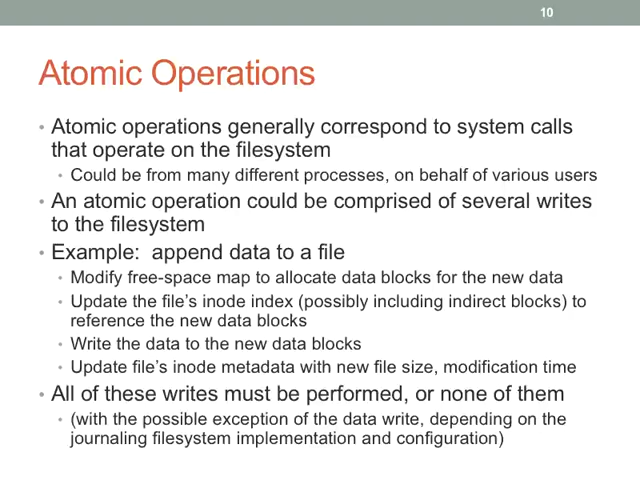 10
Atomic Operations
• Atomic operations generally correspond to system calls
that operate on the filesystem
• Could be from many different processes, on behalf of various users
• An atomic operation could be comprised of several writes
to the filesystem
• Example: append data to a file
• Modify free-space map to allocate data blocks for the new data
• Update the file's inode index (possibly including indirect blocks) to
reference the new data blocks
• Write the data to the new data blocks
• Update file's inode metadata with new file size, modification time
• All of these writes must be performed, or none of them
• (with the possible exception of the data write, depending on the
journaling filesystem implementation and configuration)